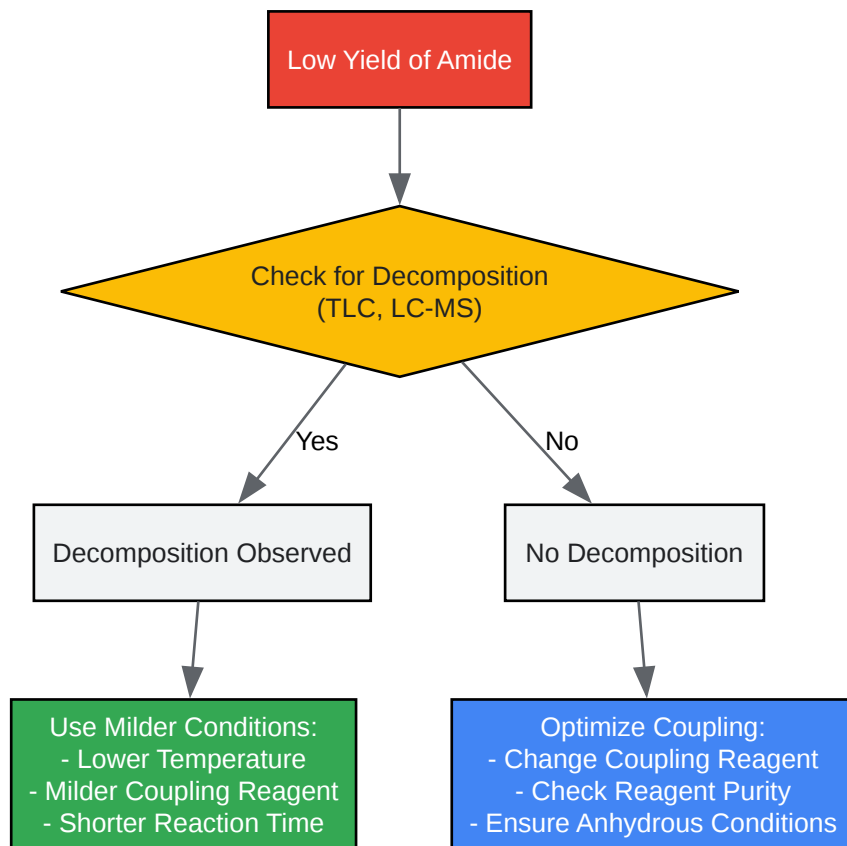 Low Yield of Amide
Check for Decomposition
(TLC, LC-MS)
Yes
No
Decomposition Observed
No Decomposition
Use Milder Conditions:
- Lower Temperature
- Milder Coupling Reagent
- Shorter Reaction Time
Optimize Coupling:
- Change Coupling Reagent
- Check Reagent Purity
- Ensure Anhydrous Conditions